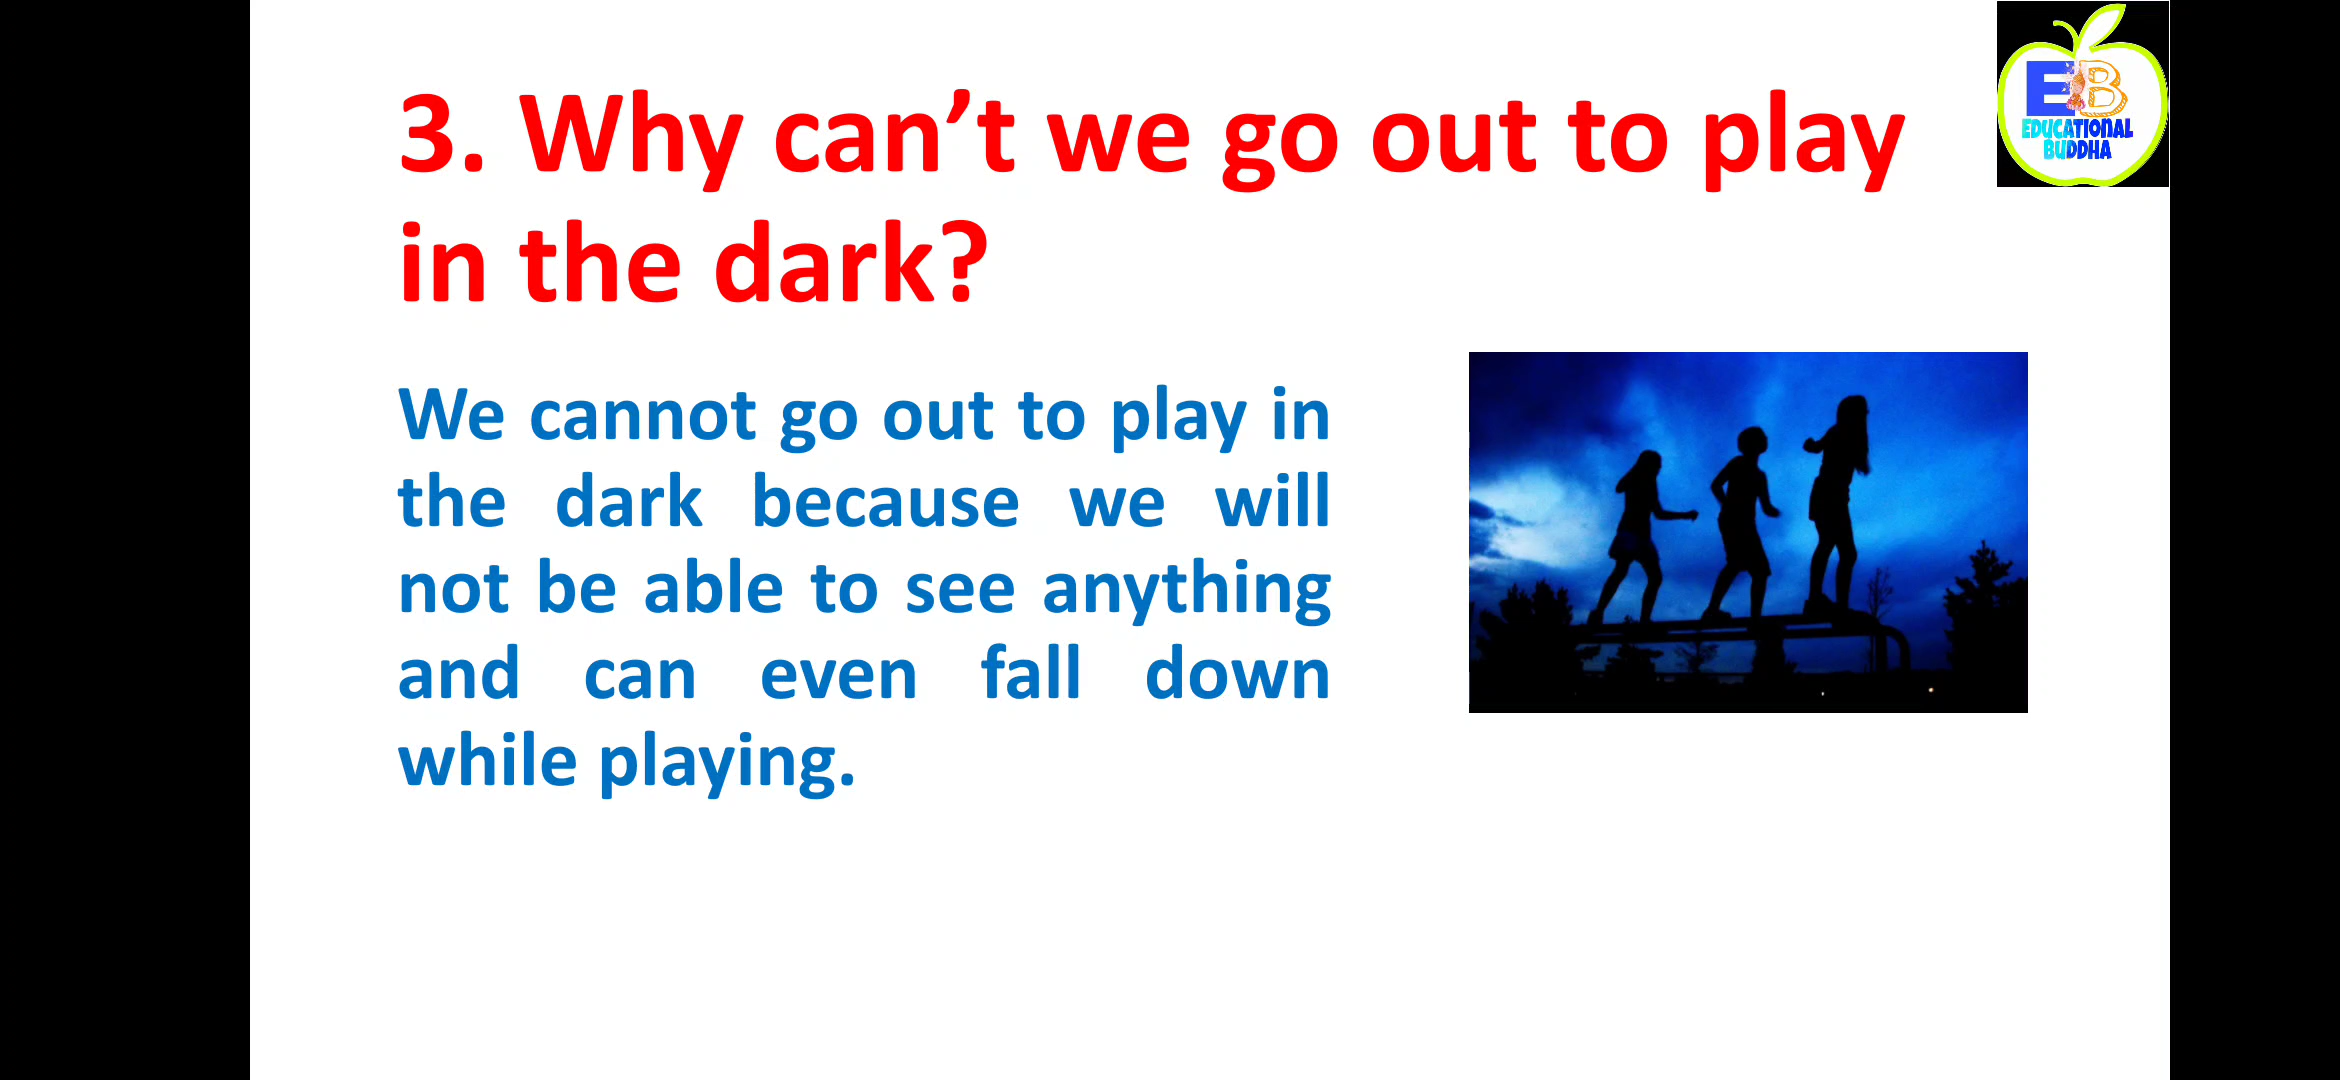 3. Why can’t we go out to play
in the dark?
We cannot go out to play in
the dark because we will
not be able to see anything
and can even fall down
while playing.
EB
EDUCATIONAL
BUDDHA